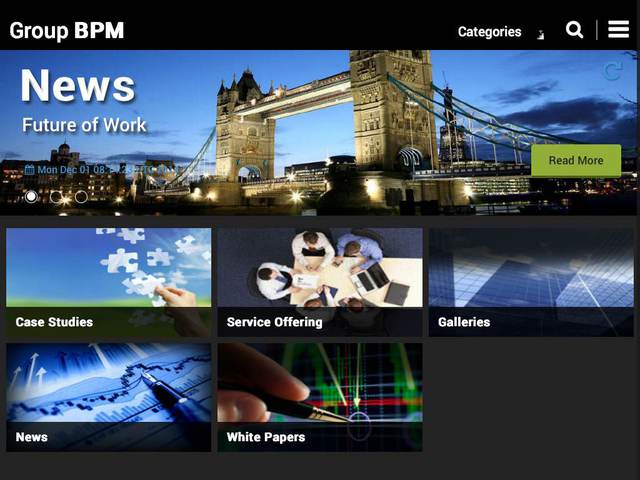 Group BPM
Categories
News
Future of Work
Mon Dec 01 08
Read More
Case Studies
Service Offering
Galleries
News
White Papers